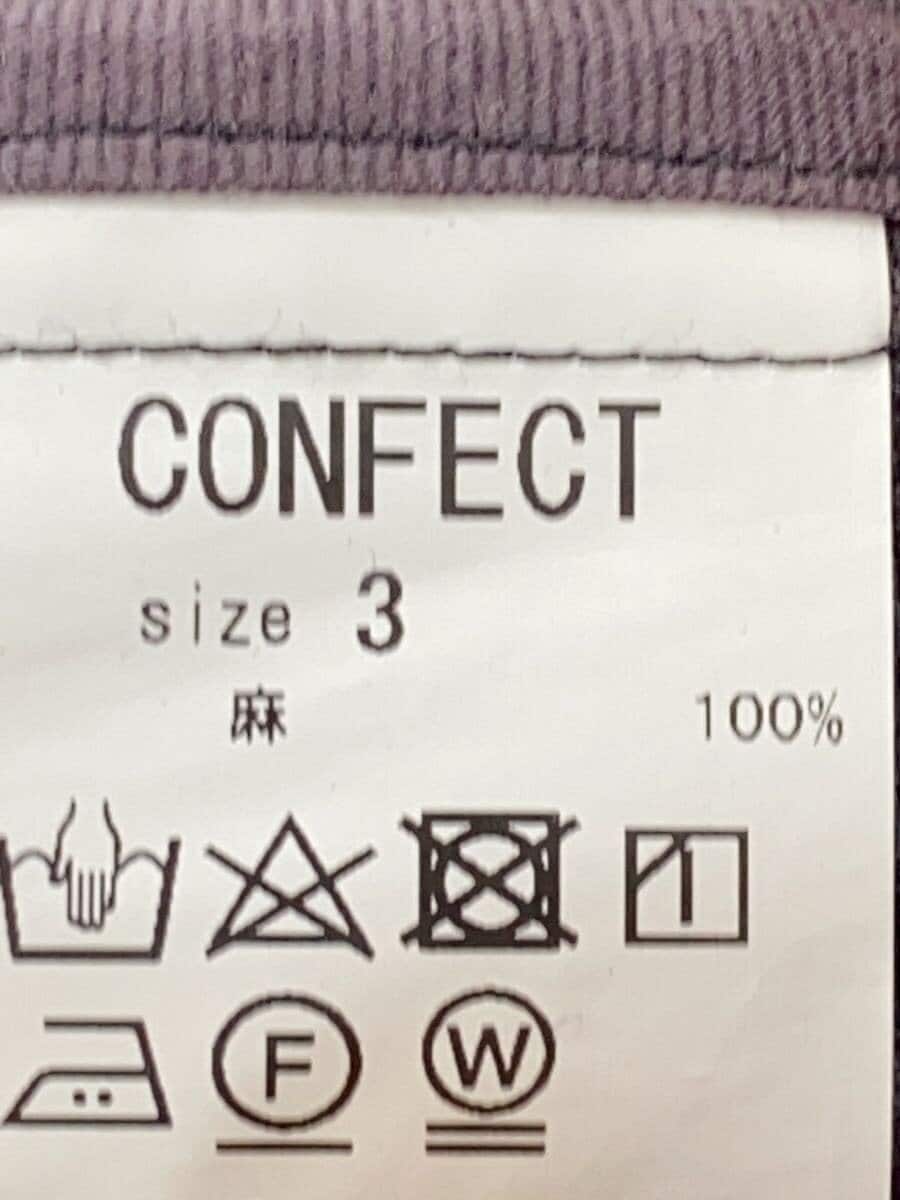 CONFECT
size 3
麻 100%
F W